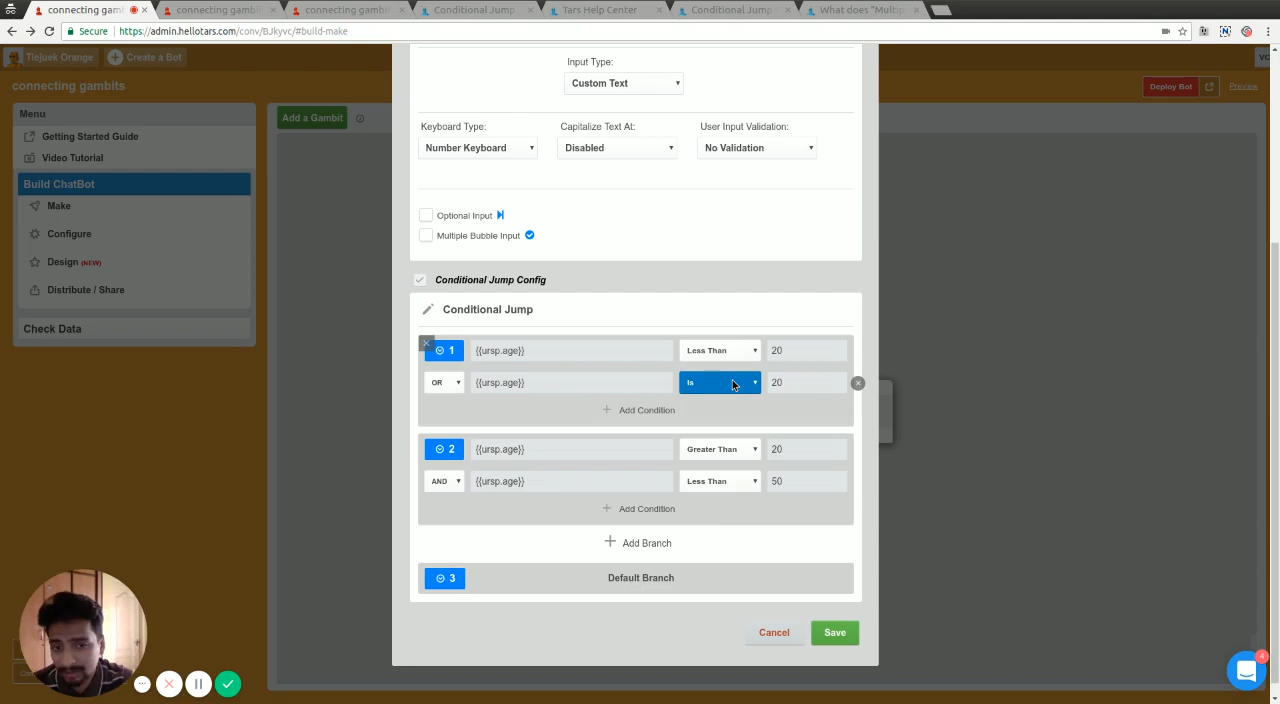 connecting gam
connecting gambi
connecting gamb
Conditional Jump
Tars Help Center
Conditional Jump
What does "Multip
Secure
https://admin.hellotars.com/conv/BJkyvc/#build-make
Tiejuek Orange
Create a Bot
VC
connecting gambits
Deploy Bot
Preview
Menu
Getting Started Guide
Video Tutorial
Build ChatBot
Make
Configure
Design (NEW)
Distribute / Share
Check Data
Add a Gambit
Input Type:
Custom Text
Keyboard Type:
Capitalize Text At:
User Input Validation:
Number Keyboard
Disabled
No Validation
Optional Input
Multiple Bubble Input
Conditional Jump Config
Conditional Jump
1 {{ursp.age}} Less Than 20
OR {{ursp.age}} Is 20
+ Add Condition
2 {{ursp.age}} Greater Than 20
AND {{ursp.age}} Less Than 50
+ Add Condition
+ Add Branch
3 Default Branch
Cancel
Save
4